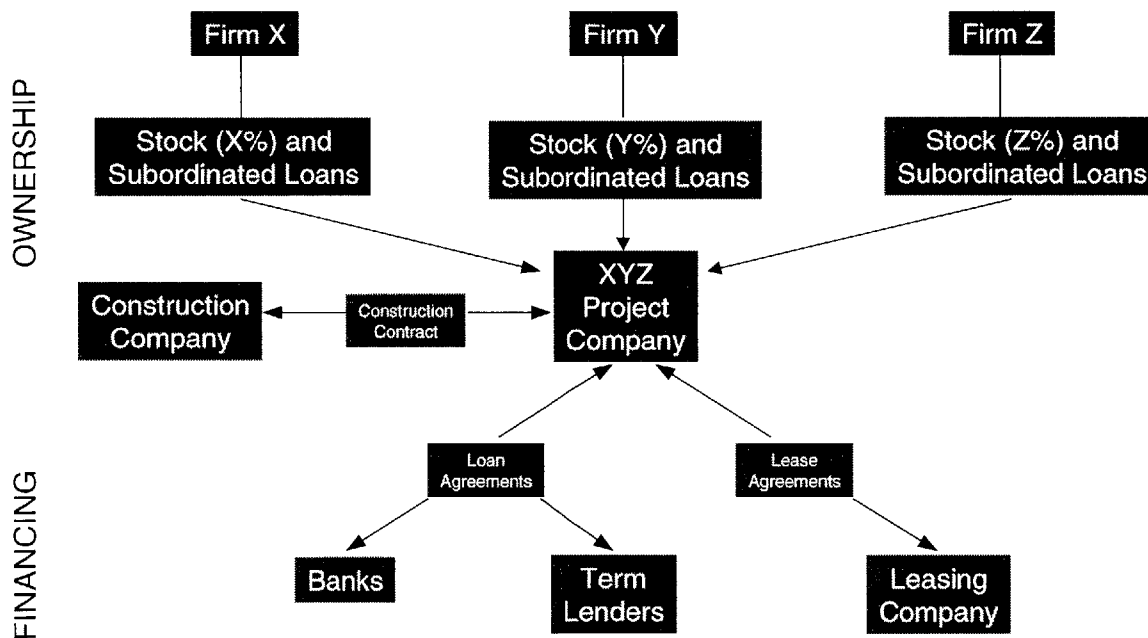 OWNERSHIP
Firm X
Firm Y
Firm Z
Stock (X%) and
Subordinated Loans
Stock (Y%) and
Subordinated Loans
Stock (Z%) and
Subordinated Loans
XYZ
Project
Company
Construction
Company
Construction
Contract
FINANCING
Loan
Agreements
Lease
Agreements
Banks
Term
Lenders
Leasing
Company